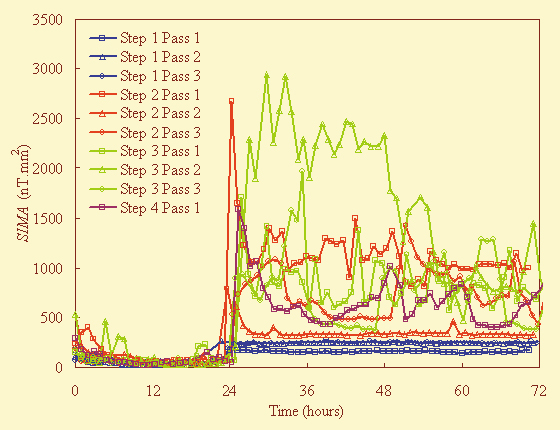 3500
3000
2500
2000
1500
1000
500
0
SIMA (nT.mm²)
Step 1 Pass 1
Step 1 Pass 2
Step 1 Pass 3
Step 2 Pass 1
Step 2 Pass 2
Step 2 Pass 3
Step 3 Pass 1
Step 3 Pass 2
Step 3 Pass 3
Step 4 Pass 1
0 12 24 36 48 60 72
Time (hours)